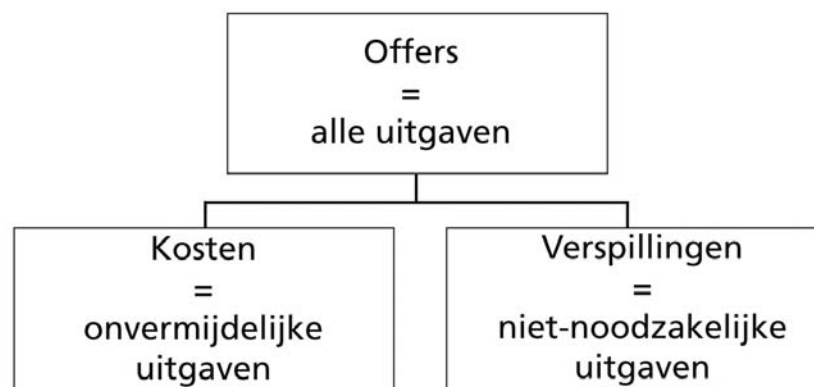 Offers
=
alle uitgaven
Kosten
=
onvermijdelijke
uitgaven
Verspillingen
=
niet-noodzakelijke
uitgaven